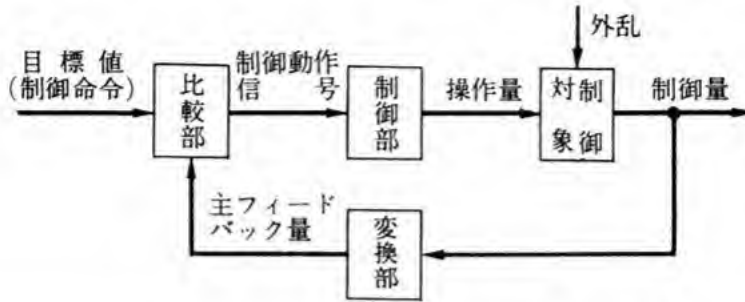 外乱
目標値
(制御命令)
比較部
制御動作
信号
制御部
操作量
制御
対象
制御量
主フィード
バック量
変換部